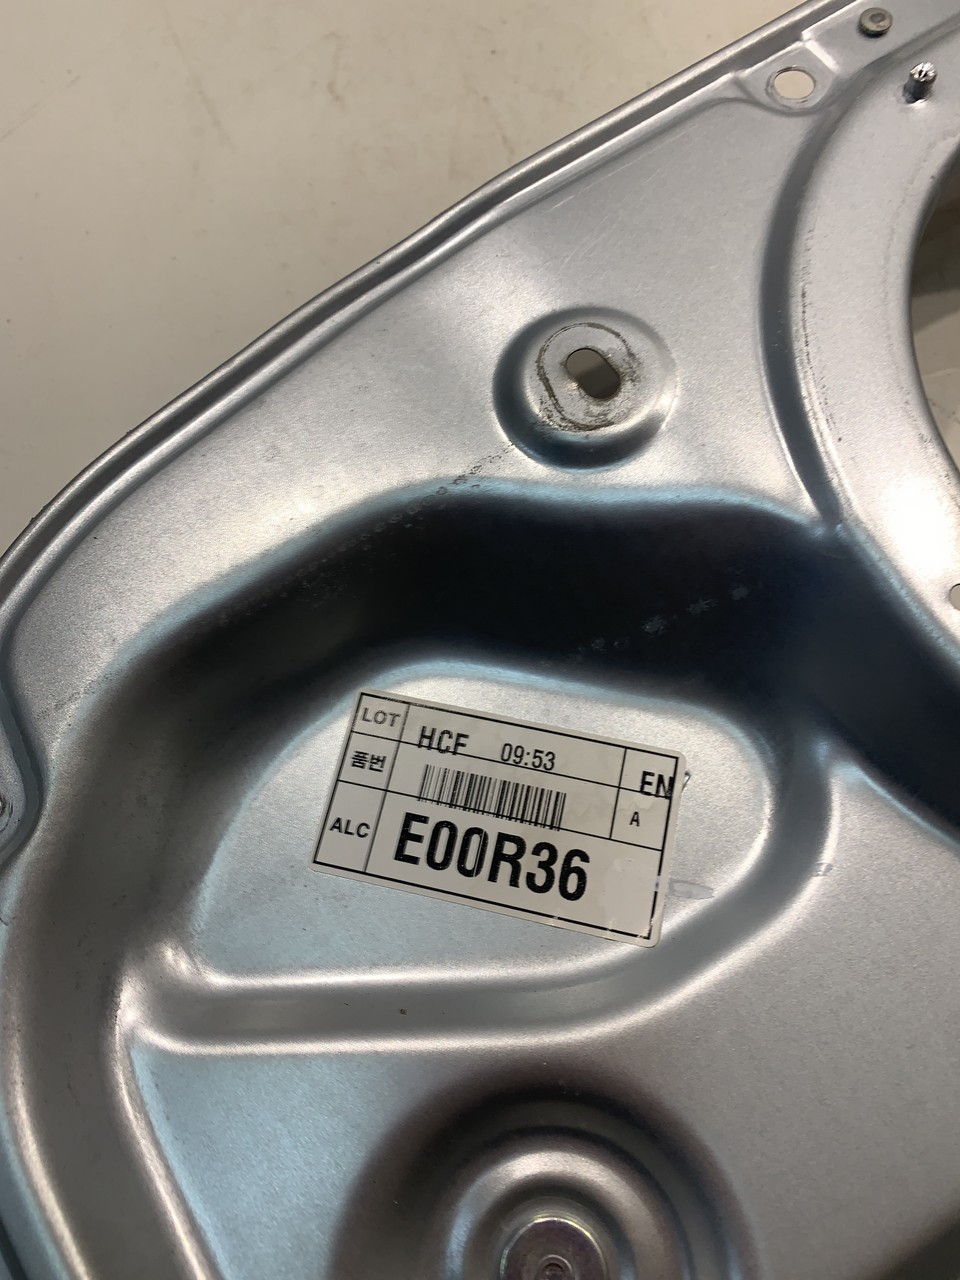 LOT HCF 09:53 EN
품번 A
ALC E00R36